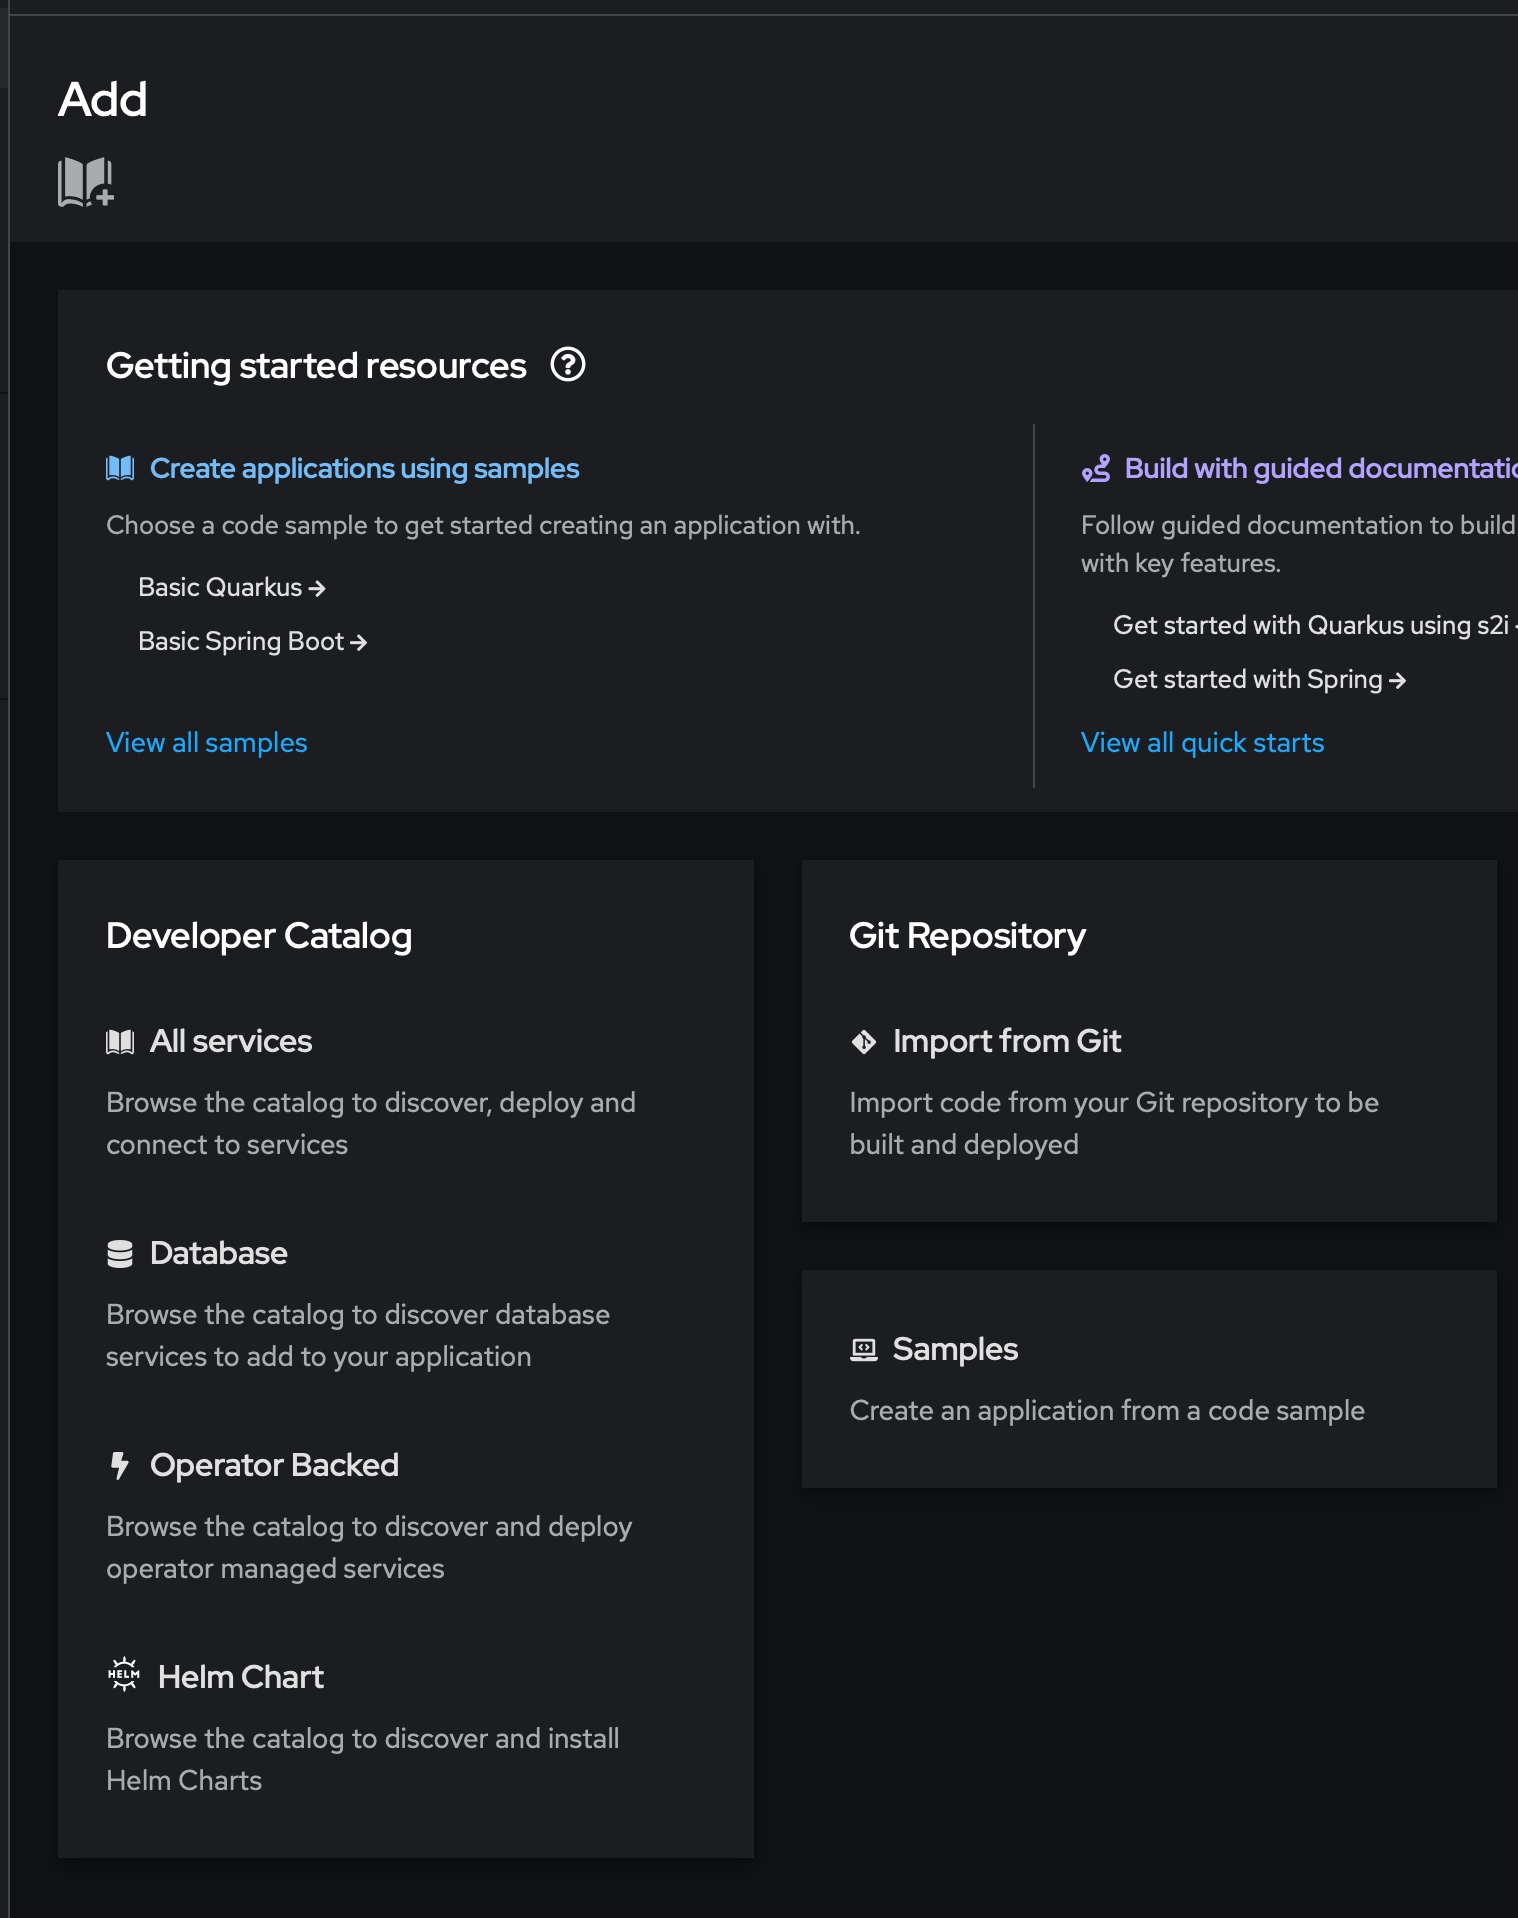 Add
Getting started resources
Create applications using samples
Choose a code sample to get started creating an application with.
Basic Quarkus
Basic Spring Boot
View all samples
Build with guided
Follow guided documentation to build
with key features.
Get started with Quarkus using s2i
Get started with Spring
View all quick starts
Developer Catalog
All services
Browse the catalog to discover, deploy and
connect to services
Database
Browse the catalog to discover database
services to add to your application
Operator Backed
Browse the catalog to discover and deploy
operator managed services
HELM
Helm Chart
Browse the catalog to discover and install
Helm Charts
Git Repository
Import from Git
Import code from your Git repository to be
built and deployed
Samples
Create an application from a code sample